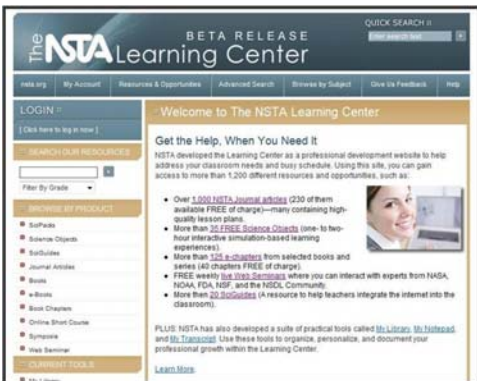 QUICK SEARCH
Enter search text
BETA RELEASE
The NSTA Learning Center
nsta.org My Account Resources & Opportunities Advanced Search Browse by Subject Give Us Feedback Help
LOGIN
[Click here to log in now]
SEARCH OUR RESOURCES
Filter By Grade
BROWSE BY PRODUCT
SciPacks
Science Objects
SciGuides
Journal Articles
Books
e-Books
Book Chapters
Online Short Course
Symposia
Web Seminar
CURRENT TOOLS
My Library
Welcome to The NSTA Learning Center
Get the Help, When You Need It
NSTA developed the Learning Center as a professional development website to help
address your classroom needs and busy schedule. Using this site, you can gain
access to more than 1,200 different resources and opportunities, such as:
Over 1,000 NSTA Journal articles (230 of them
available FREE of charge)—many containing high-
quality lesson plans.
More than 35 FREE Science Objects (one- to two-
hour interactive simulation-based learning
experiences).
More than 125 e-chapters from selected books and
series (40 chapters FREE of charge).
FREE weekly live Web Seminars where you can interact with experts from NASA,
NOAA, FDA, NSF, and the NSDL Community.
More then 20 SciGuides (A resource to help teachers integrate the internet into the
classroom).
PLUS: NSTA has also developed a suite of practical tools called My Library, My Notepad,
and My Transcript. Use these tools to organize, personalize, and document your
professional growth within the Learning Center.
Learn More.